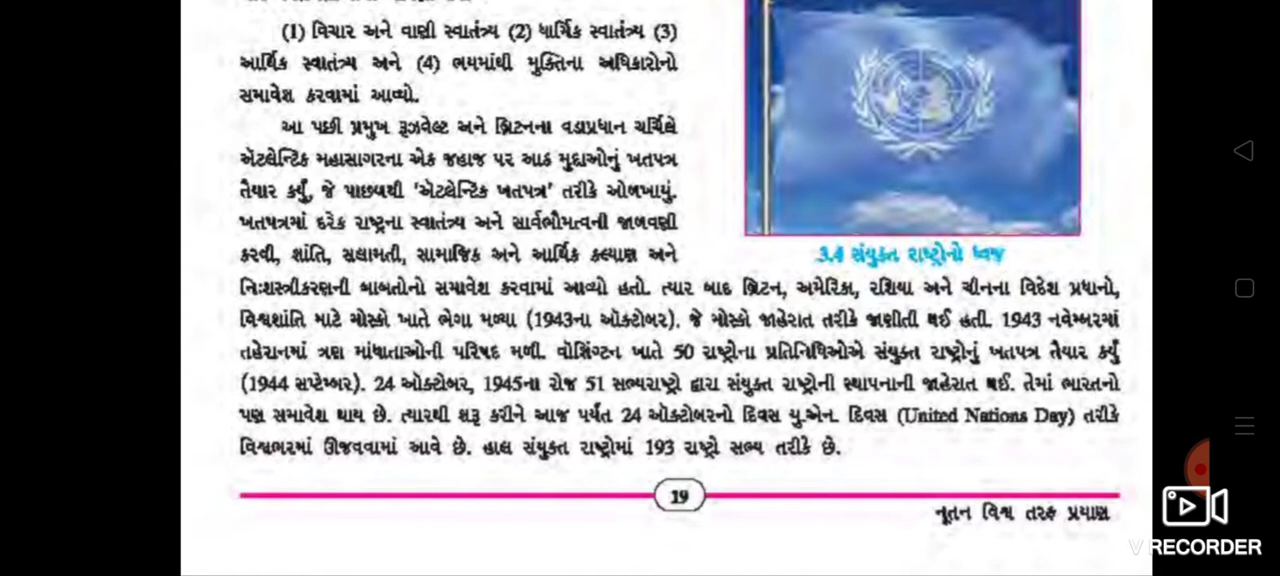 (1) વિચાર અને વાણી સ્વાતંત્ર્ય (2) ધાર્મિક સ્વાતંત્ર્ય (3)
આર્થિક સ્વાતંત્ર્ય અને (4) ભયમાંથી મુક્તિના અધિકારોનો
સમાવેશ કરવામાં આવ્યો.
આ પછી પ્રમુખ રૂઝવેલ્ટ અને બ્રિટનના વડાપ્રધાન ચર્ચિલે
ઍટલેન્ટિક મહાસાગરના એક જહાજ પર આઠ મુદ્દાઓનું ખતપત્ર
તૈયાર કર્યું, જે પાછળથી 'ઍટલેન્ટિક ખતપત્ર' તરીકે ઓળખાયું.
ખતપત્રમાં દરેક રાષ્ટ્રના સ્વાતંત્ર્ય અને સાર્વભૌમત્વની જાળવણી
કરવી, શાંતિ, સલામતી, સામાજિક અને આર્થિક કલ્યાણ અને
3.4 સંયુક્ત રાષ્ટ્રોનો ધ્વજ
નિઃશસ્ત્રીકરણની બાબતોનો સમાવેશ કરવામાં આવ્યો હતો. ત્યાર બાદ બ્રિટન, અમેરિકા, રશિયા અને ચીનના વિદેશ પ્રધાનો,
વિશ્વશાંતિ માટે મોસ્કો ખાતે ભેગા મળ્યા (1943ના ઑક્ટોબર). જે મોસ્કો જાહેરાત તરીકે જાણીતી થઈ હતી. 1943 નવેમ્બરમાં
તહેરાનમાં ત્રણ માંધાતાઓની પરિષદ મળી. વૉશિંગ્ટન ખાતે 50 રાષ્ટ્રોના પ્રતિનિધિઓએ સંયુક્ત રાષ્ટ્રોનું ખતપત્ર તૈયાર કર્યું
(1944 સપ્ટેમ્બર). 24 ઑક્ટોબર, 1945ના રોજ 51 સભ્યરાષ્ટ્રો દ્વારા સંયુક્ત રાષ્ટ્રોની સ્થાપનાની જાહેરાત થઈ. તેમાં ભારતનો
પણ સમાવેશ થાય છે. ત્યારથી શરૂ કરીને આજ પર્યંત 24 ઑક્ટોબરનો દિવસ યુ.એન. દિવસ (United Nations Day) તરીકે
વિશ્વભરમાં ઊજવવામાં આવે છે. હાલ સંયુક્ત રાષ્ટ્રોમાં 193 રાષ્ટ્રો સભ્ય તરીકે છે.
19
નૂતન વિશ્વ તરફ પ્રયાણ
V RECORDER